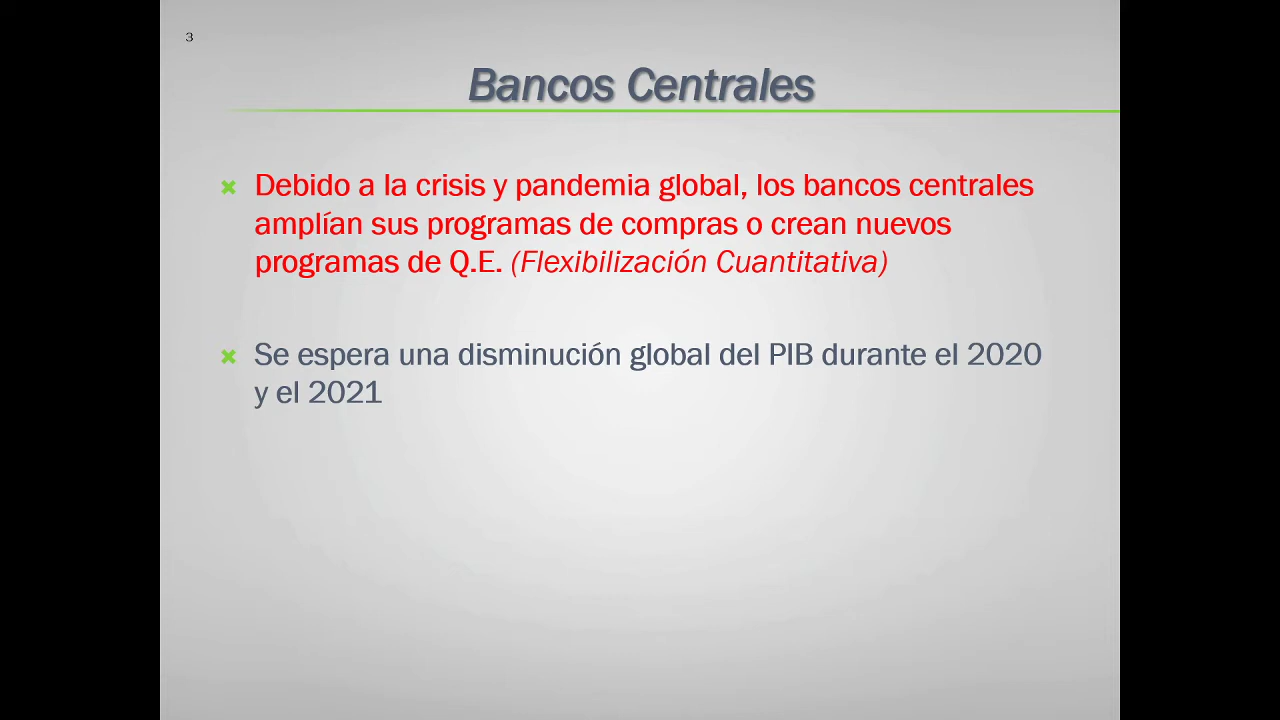 3
Bancos Centrales
Debido a la crisis y pandemia global, los bancos centrales
amplían sus programas de compras o crean nuevos
programas de Q.E. (Flexibilización Cuantitativa)
Se espera una disminución global del PIB durante el 2020
y el 2021